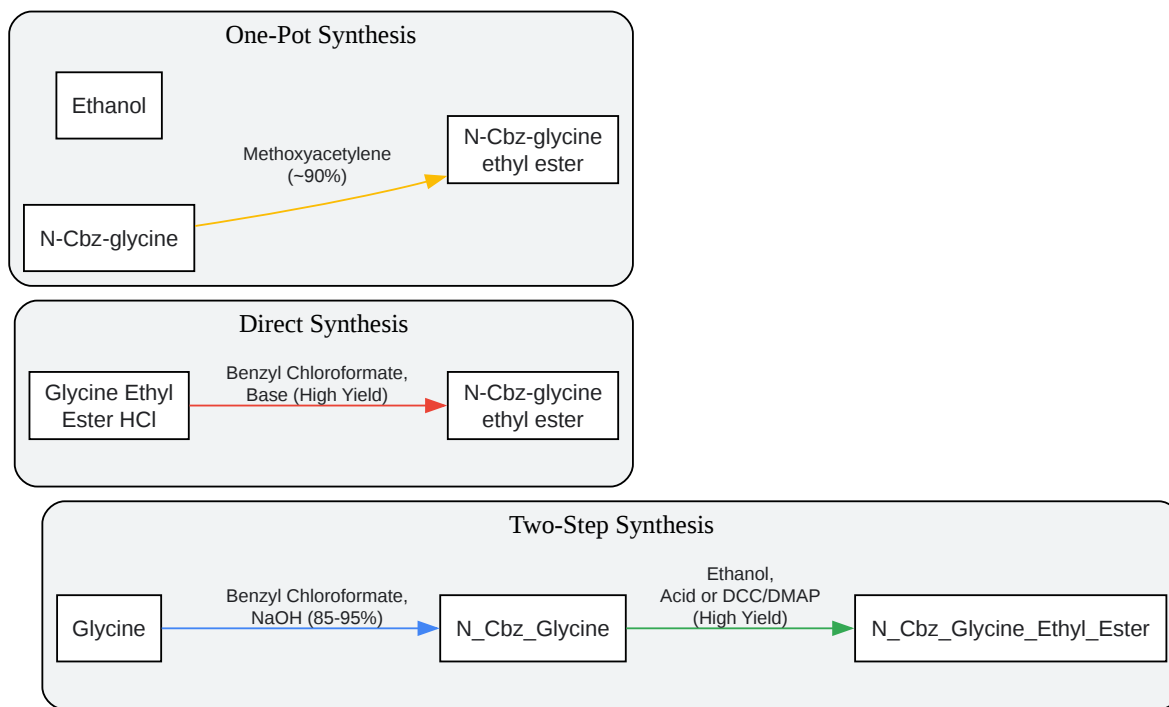 One-Pot Synthesis
Ethanol
Methoxyacetylene
(~90%)
N-Cbz-glycine
ethyl ester
N-Cbz-glycine
Direct Synthesis
Glycine Ethyl
Ester HCl
Benzyl Chloroformate,
Base (High Yield)
N-Cbz-glycine
ethyl ester
Two-Step Synthesis
Glycine
Benzyl Chloroformate,
NaOH (85-95%)
N_Cbz_Glycine
Ethanol,
Acid or DCC/DMAP
(High Yield)
N_Cbz_Glycine_Ethyl_Ester